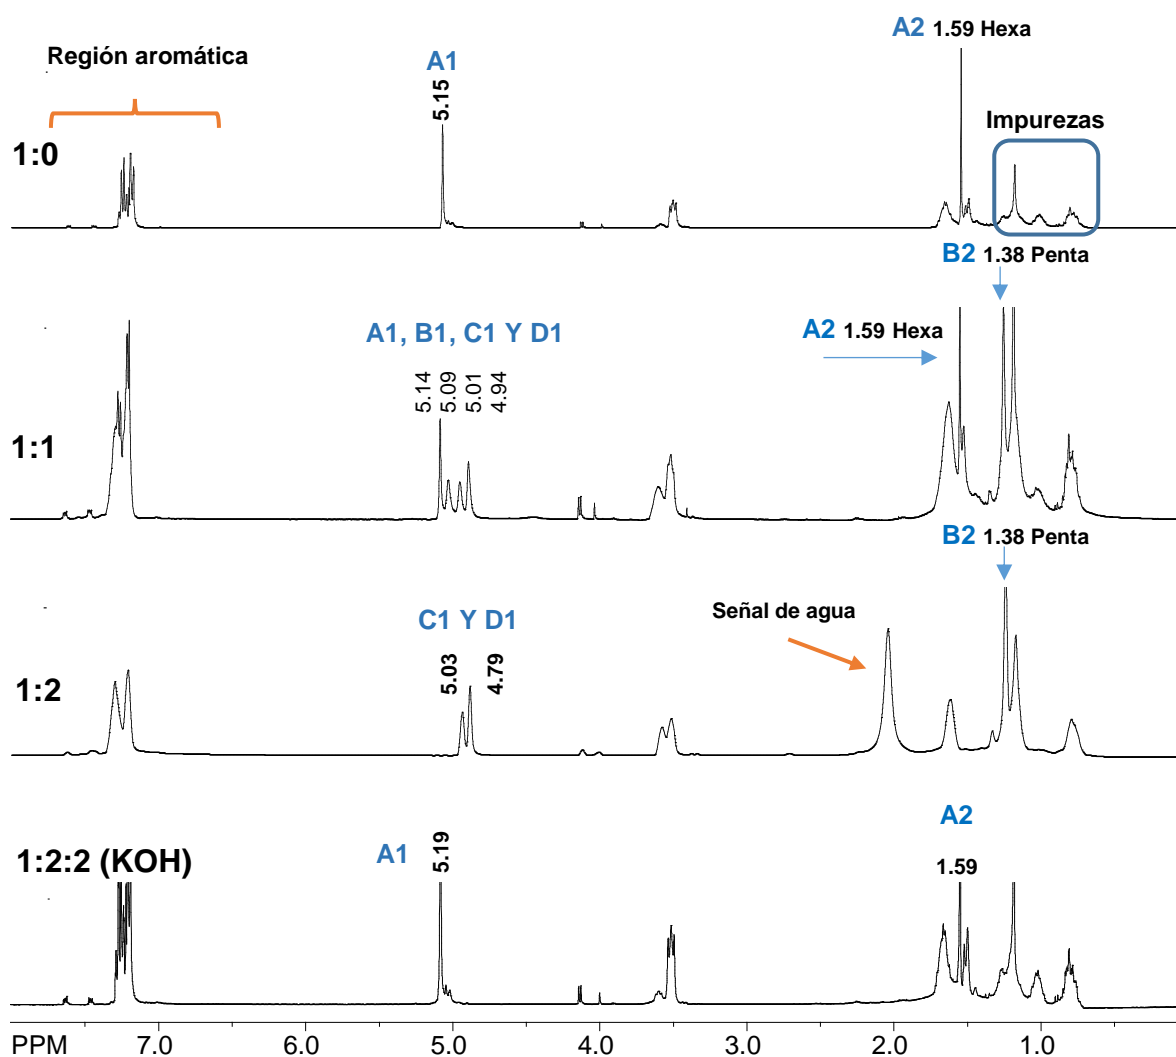 A2 1.59 Hexa
Región aromática
A1
5.15
Impurezas
1:0
B2 1.38 Penta
A1, B1, C1 Y D1
A2 1.59 Hexa
5.14
5.09
5.01
4.94
1:1
B2 1.38 Penta
C1 Y D1
Señal de agua
5.03
4.79
1:2
A2
1:2:2 (KOH)
A1
5.19
1.59
PPM 7.0 6.0 5.0 4.0 3.0 2.0 1.0